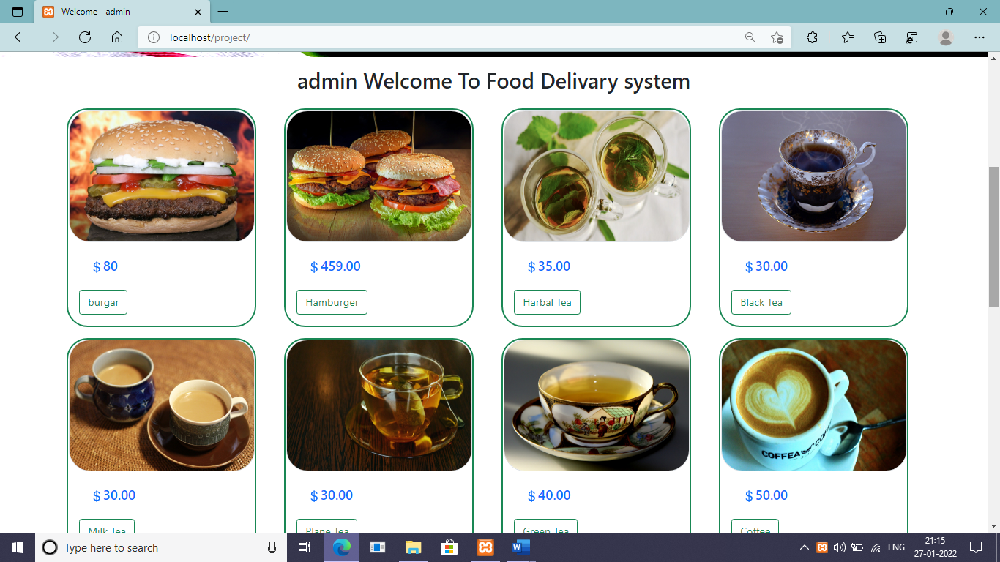 Welcome - admin
localhost/project/
admin Welcome To Food Delivary system
$ 80
$ 459.00
$ 35.00
$ 30.00
burgar
Hamburger
Harbal Tea
Black Tea
COFFEA
$ 30.00
$ 30.00
$ 40.00
$ 50.00
Milk Tea
Plane Tea
Green Tea
Coffee
Type here to search
ENG
21:15
27-01-2022